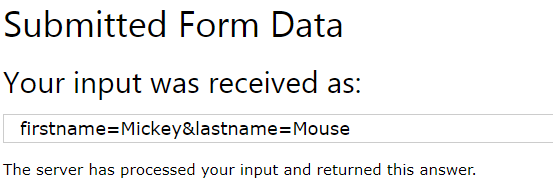 Submitted Form Data
Your input was received as:
firstname=Mickey&lastname=Mouse
The server has processed your input and returned this answer.